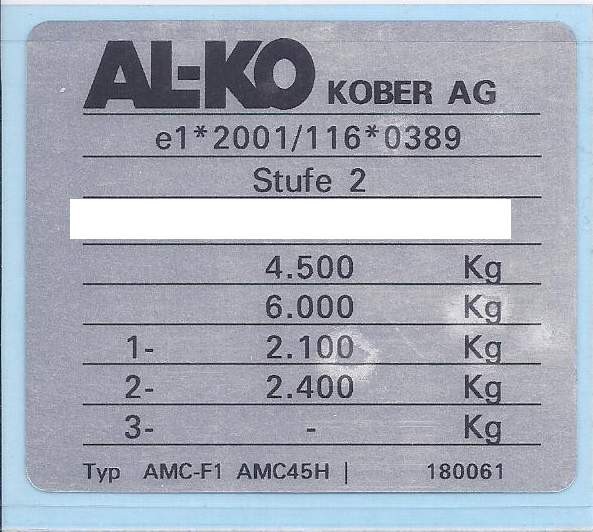 AL-KO KOBER AG
e1*2001/116*0389
Stufe 2
4.500 Kg
6.000 Kg
1- 2.100 Kg
2- 2.400 Kg
3- - Kg
Typ AMC-F1 AMC45H | 180061